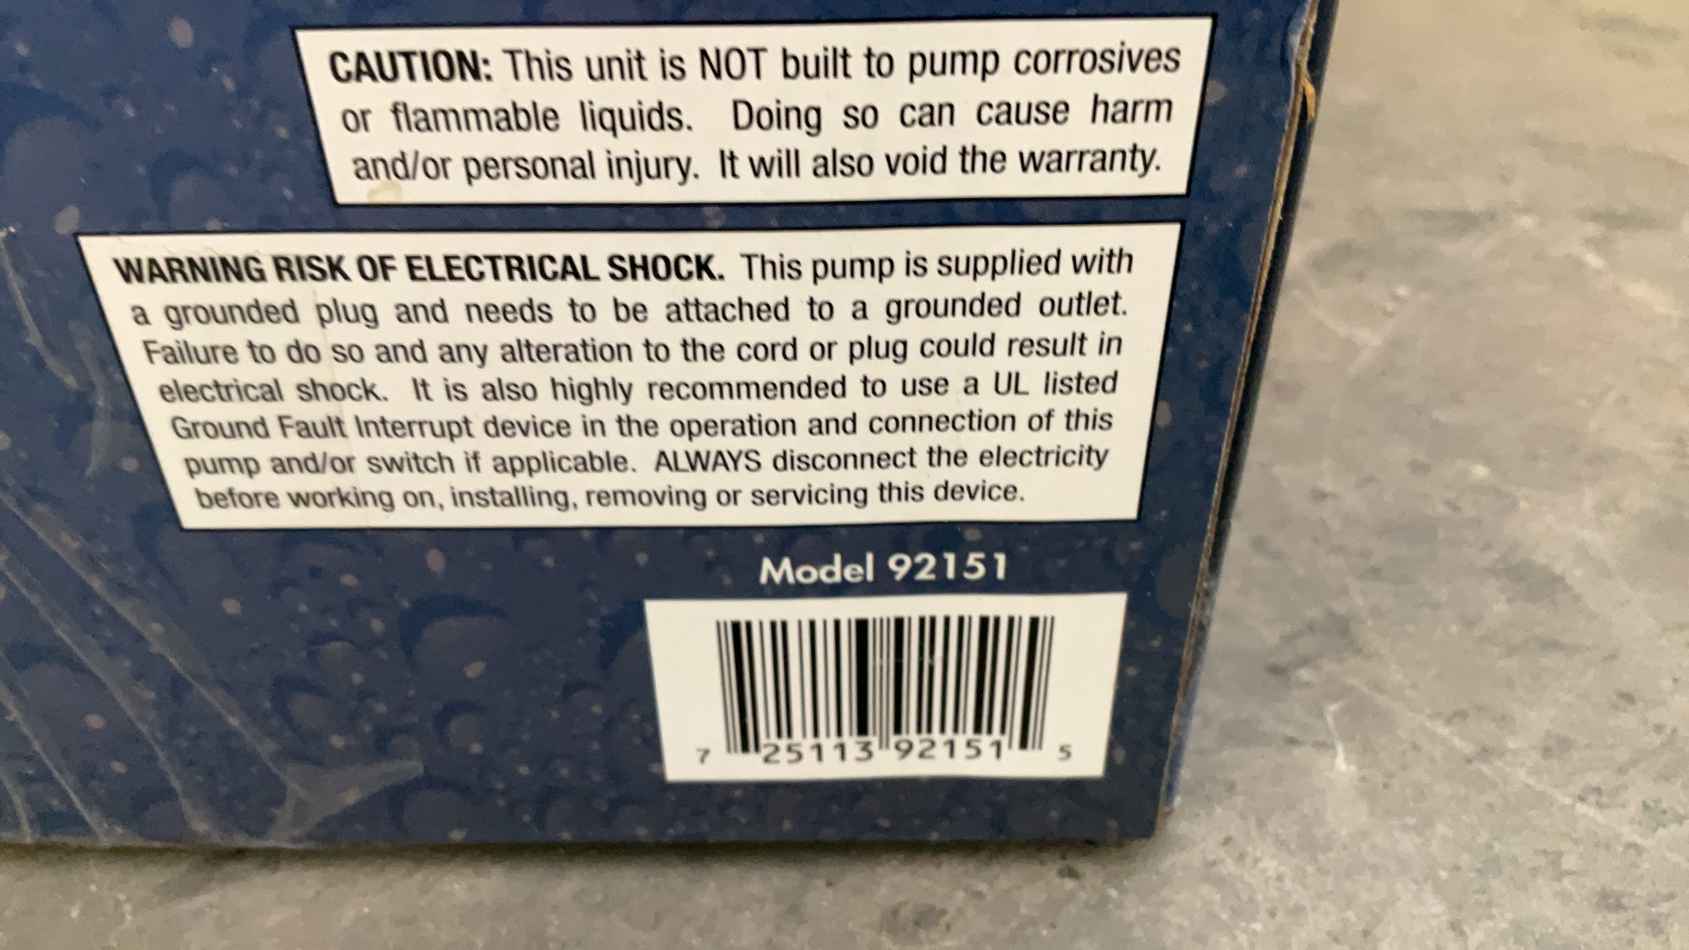 CAUTION: This unit is NOT built to pump corrosives
or flammable liquids. Doing so can cause harm
and/or personal injury. It will also void the warranty.
WARNING RISK OF ELECTRICAL SHOCK. This pump is supplied with
a grounded plug and needs to be attached to a grounded outlet.
Failure to do so and any alteration to the cord or plug could result in
electrical shock. It is also highly recommended to use a UL listed
Ground Fault Interrupt device in the operation and connection of this
pump and/or switch if applicable. ALWAYS disconnect the electricity
before working on, installing, removing or servicing this device.
Model 92151
7 25113 92151 5